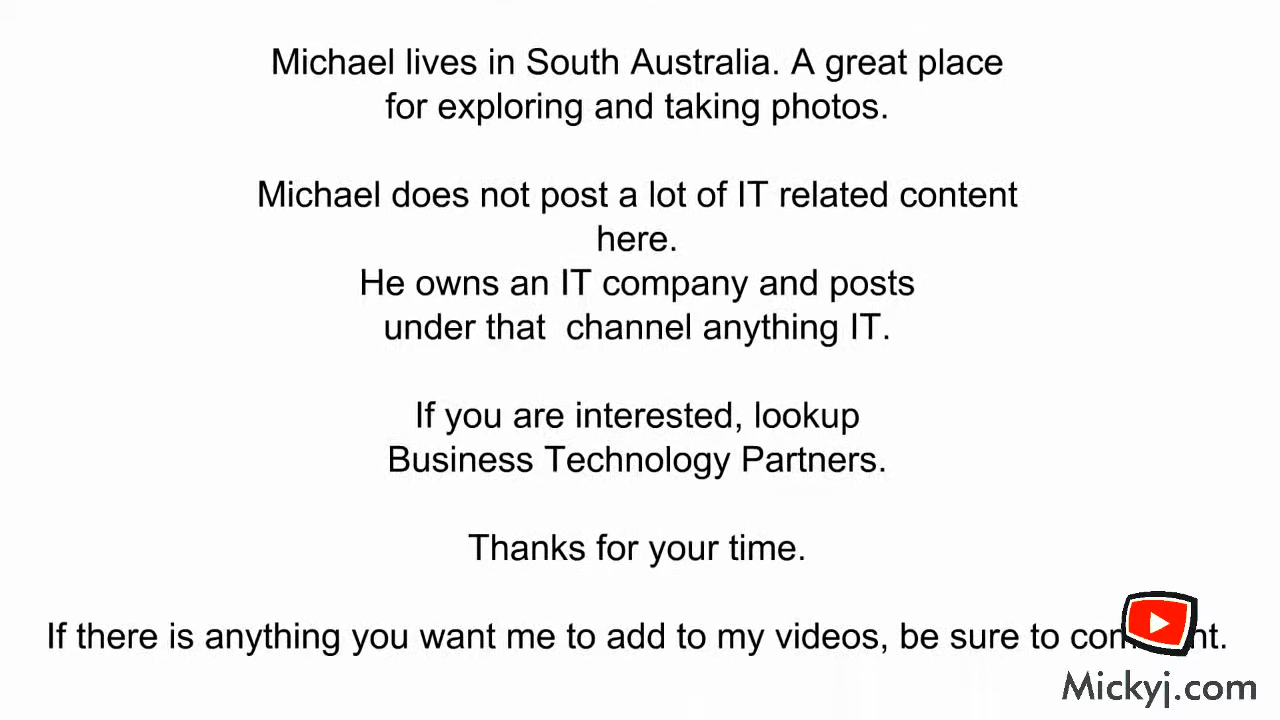 Michael lives in South Australia. A great place
for exploring and taking photos.
Michael does not post a lot of IT related content
here.
He owns an IT company and posts
under that channel anything IT.
If you are interested, lookup
Business Technology Partners.
Thanks for your time.
If there is anything you want me to add to my videos, be sure to
Mickyj.com